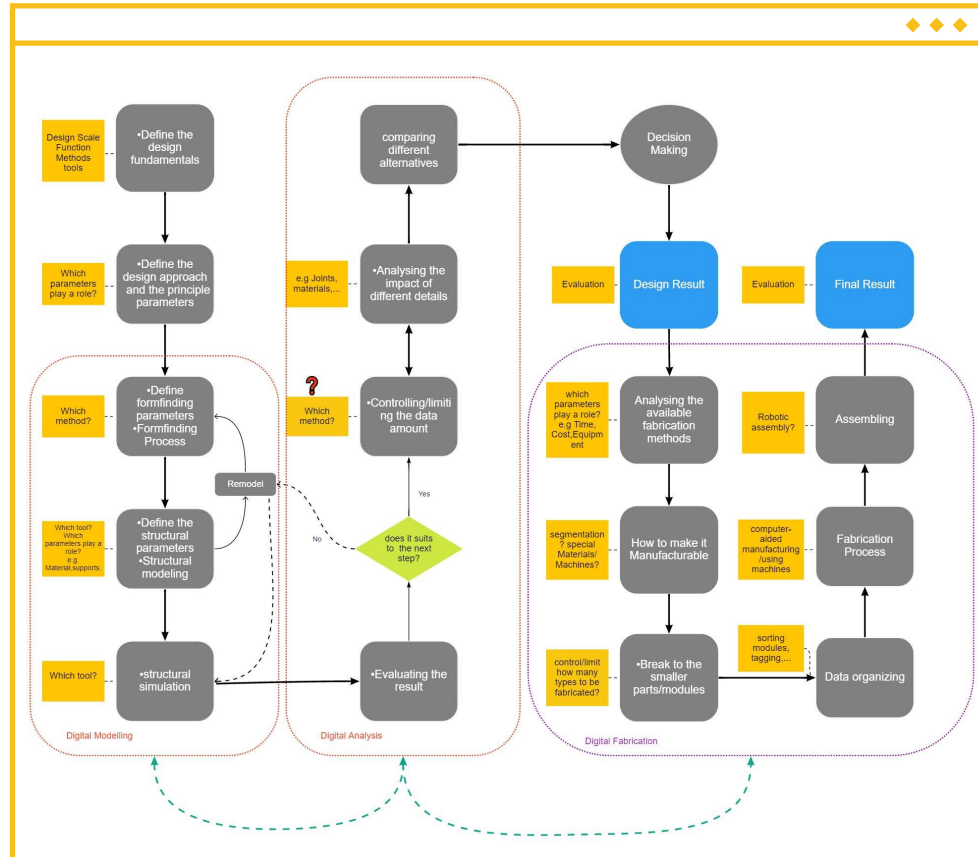 Design Scale
Function
Methods
tools
•Define the
design
fundamentals
Which
parameters
play a role?
•Define the
design approach
and the principle
parameters
Which
method?
•Define
formfinding
parameters
•Formfinding
Process
Remodel
Which tool?
Which
parameters play a
role?
e.g
Material,supports,
•Define the
structural
parameters
•Structural
modeling
Which tool?
•structural
simulation
Digital Modelling
comparing
different
alternatives
e.g Joints,
materials,...
•Analysing the
impact of
different details
?
Which
method?
•Controlling/limiti
ng the data
amount
Yes
No
does it suits
to the next
step?
•Evaluating the
result
Digital Analysis
Decision
Making
Evaluation
Design Result
Evaluation
Final Result
which
parameters
play a role?
e.g Time,
Cost,Equipm
ent
Analysing the
available
fabrication
methods
Robotic
assembly?
Assembling
segmentation
? special
Materials/
Machines?
How to make it
Manufacturable
computer-
aided
manufacturing
/using
machines
Fabrication
Process
control/limit
how many
types to be
fabricated?
•Break to the
smaller
parts/modules
sorting
modules,
tagging,...
Data organizing
Digital Fabrication